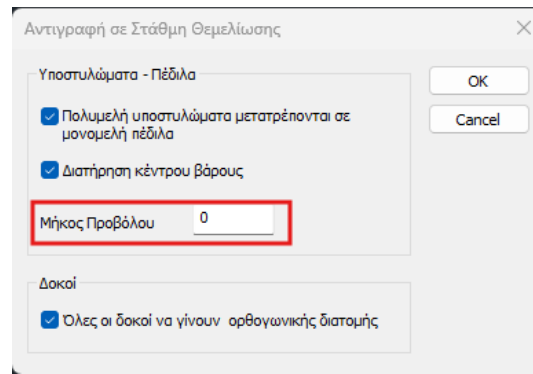 Αντιγραφή σε Στάθμη Θεμελίωσης
Υποστυλώματα - Πέδιλα
OK
Πολυμελή υποστυλώματα μετατρέπονται σε
μονομελή πέδιλα
Cancel
Διατήρηση κέντρου βάρους
Μήκος Προβόλου 0
Δοκοί
Όλες οι δοκοί να γίνουν ορθογωνικής διατομής